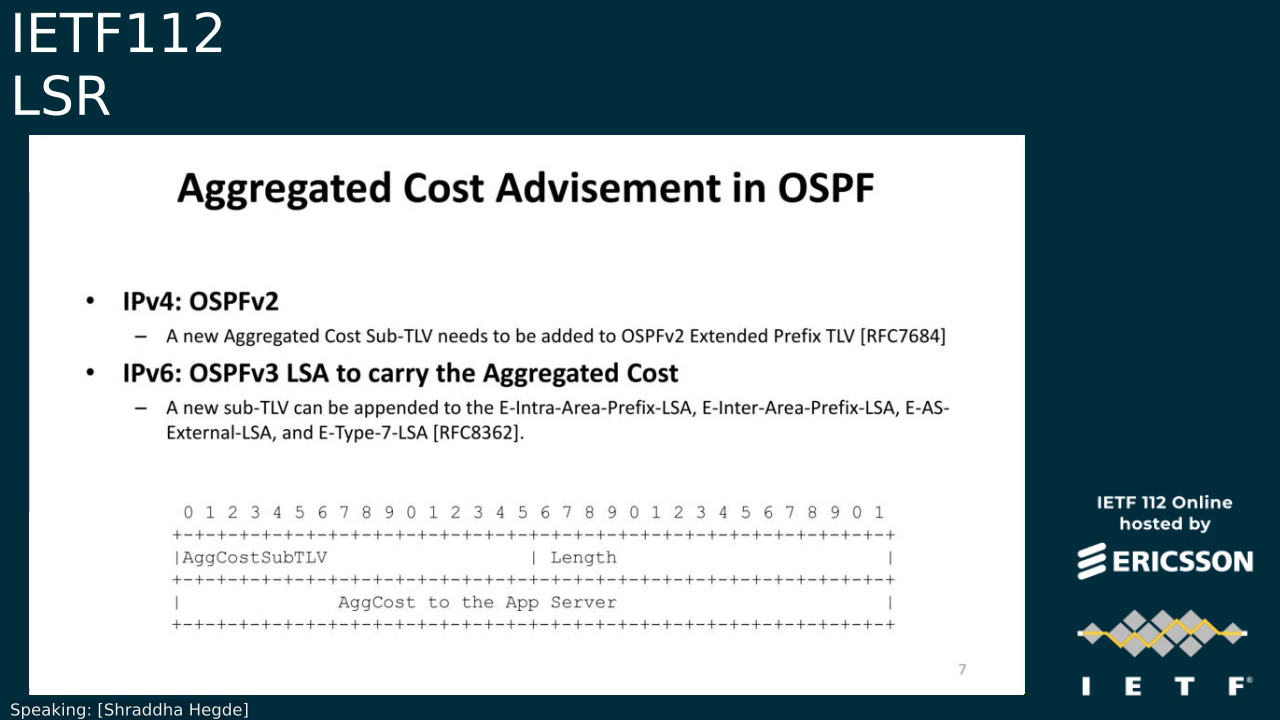 IETF112
LSR
Aggregated Cost Advisement in OSPF
• IPv4: OSPFv2
– A new Aggregated Cost Sub-TLV needs to be added to OSPFv2 Extended Prefix TLV [RFC7684]
• IPv6: OSPFv3 LSA to carry the Aggregated Cost
– A new sub-TLV can be appended to the E-Intra-Area-Prefix-LSA, E-Inter-Area-Prefix-LSA, E-AS-
External-LSA, and E-Type-7-LSA [RFC8362].
0 1 2 3 4 5 6 7 8 9 0 1 2 3 4 5 6 7 8 9 0 1 2 3 4 5 6 7 8 9 0 1
+-+-+-+-+-+-+-+-+-+-+-+-+-+-+-+-+-+-+-+-+-+-+-+-+-+-+-+-+-+-+-+-+
|AggCostSubTLV | Length |
+-+-+-+-+-+-+-+-+-+-+-+-+-+-+-+-+-+-+-+-+-+-+-+-+-+-+-+-+-+-+-+-+
| AggCost to the App Server |
+-+-+-+-+-+-+-+-+-+-+-+-+-+-+-+-+-+-+-+-+-+-+-+-+-+-+-+-+-+-+-+-+
7
IETF 112 Online
hosted by
ERICSSON
I E T F®
Speaking: [Shraddha Hegde]